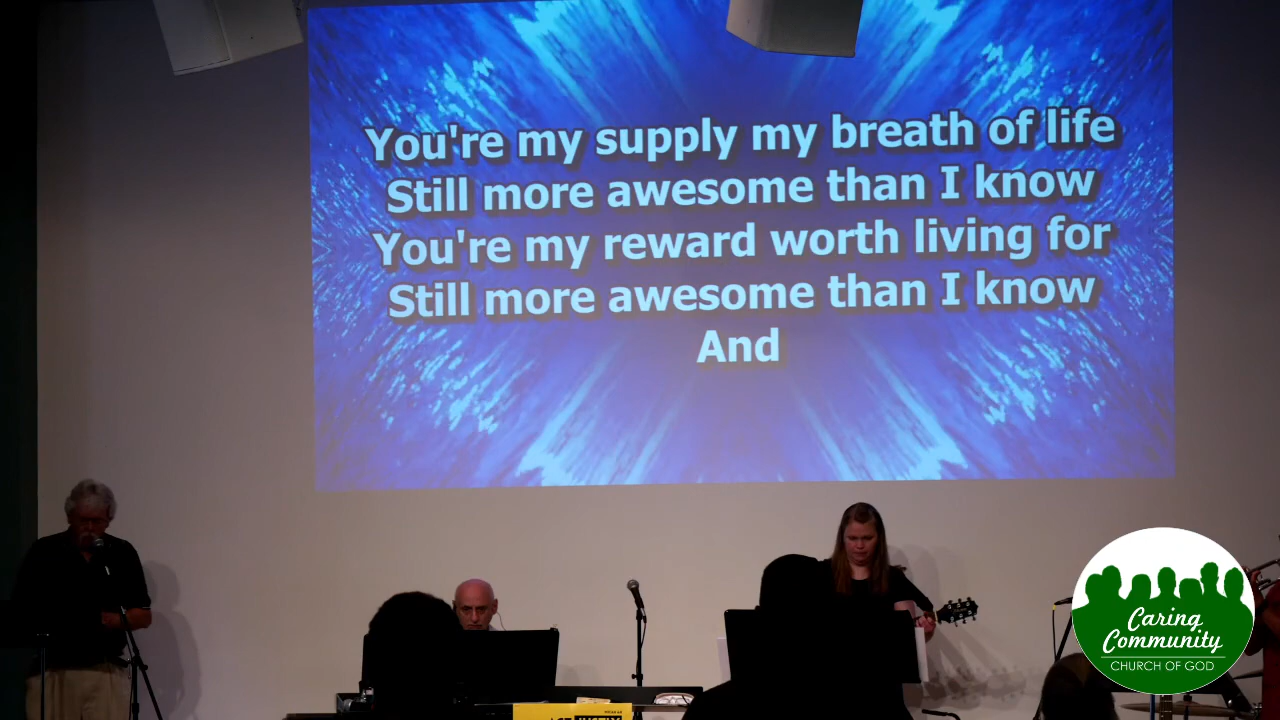 You're my supply my breath of life
Still more awesome than I know
You're my reward worth living for
Still more awesome than I know
And
Caring
Community
CHURCH OF GOD